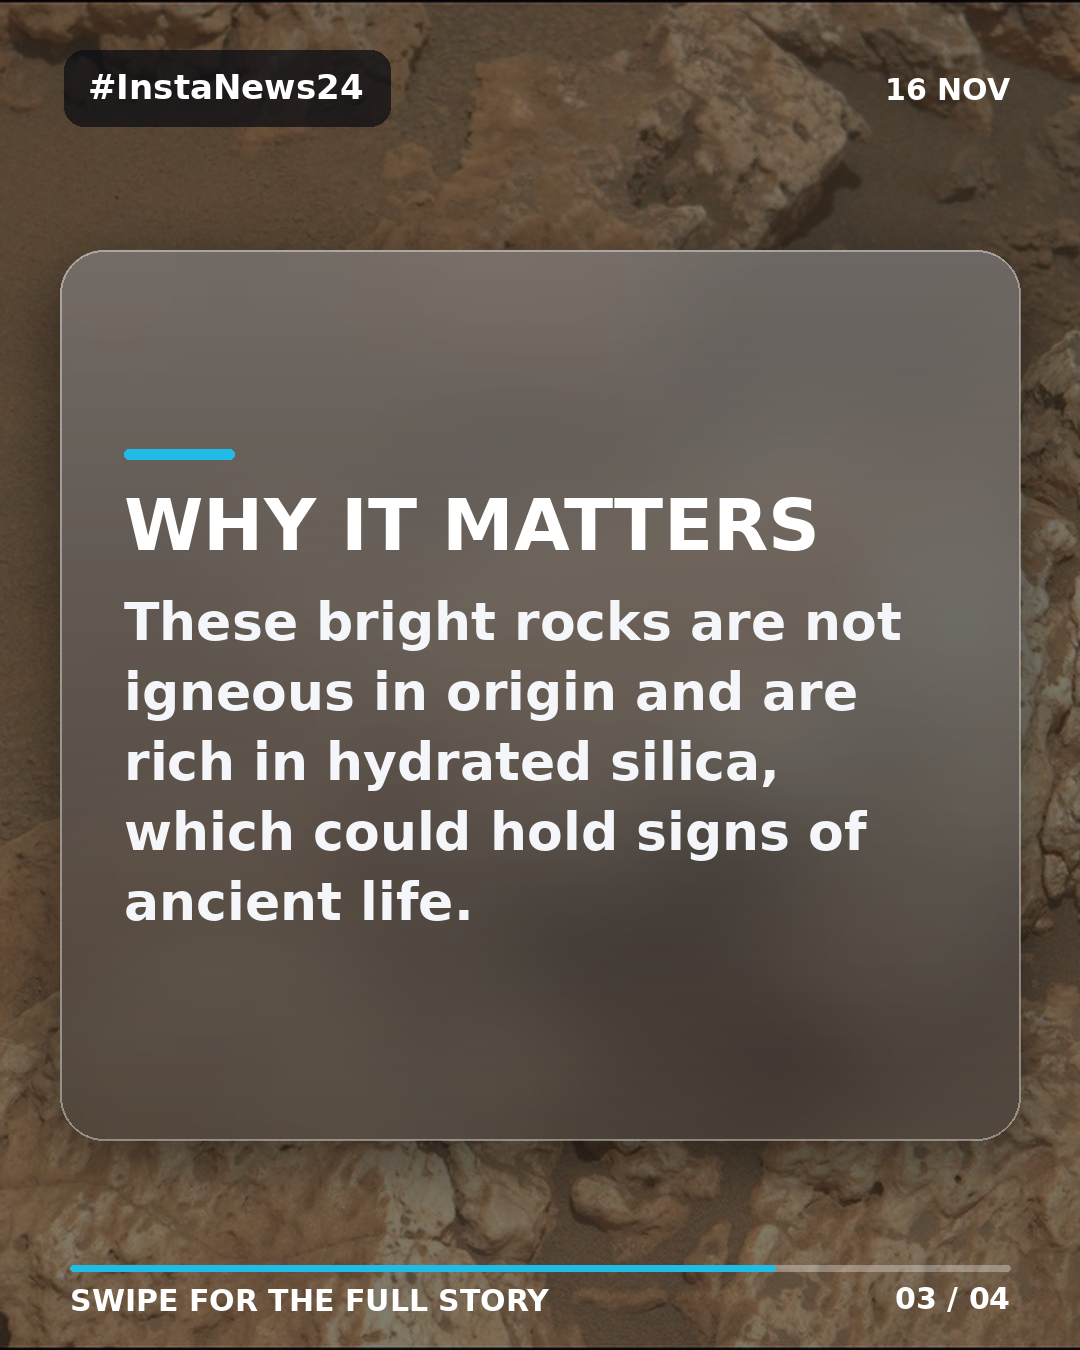 #InstaNews24
16 NOV
WHY IT MATTERS
These bright rocks are not
igneous in origin and are
rich in hydrated silica,
which could hold signs of
ancient life.
SWIPE FOR THE FULL STORY
03 / 04